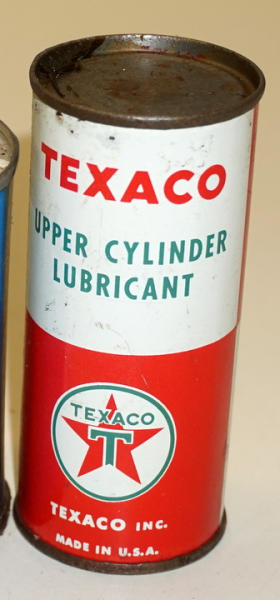 TEXACO
UPPER CYLINDER
LUBRICANT
TEXACO
T
TEXACO INC.
MADE IN U.S.A.